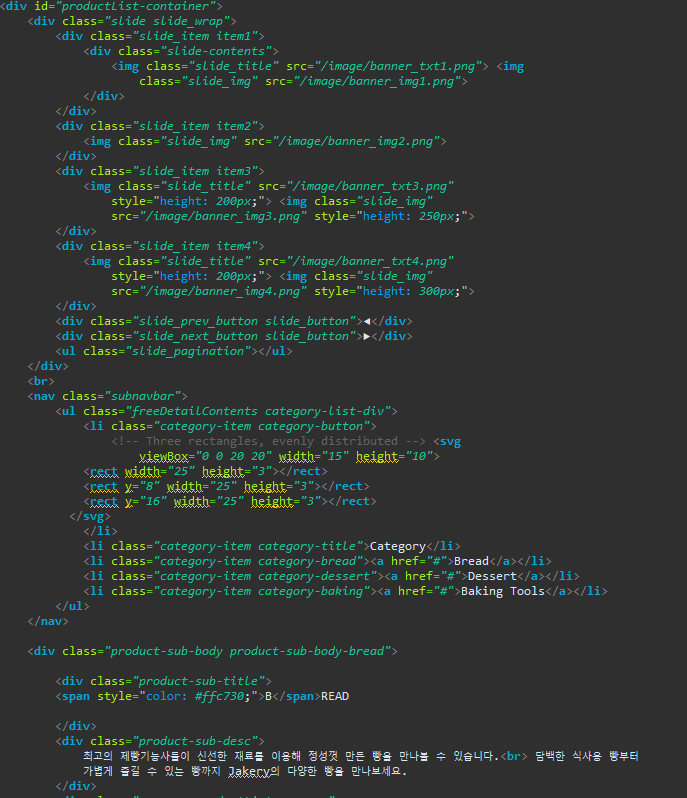 <div id="productList-container">
<div class="slide slide_wrap">
<div class="slide_item item1">
<div class="slide-contents">
<img class="slide_title" src="/image/banner_txt1.png"> <img
class="slide_img" src="/image/banner_img1.png">
</div>
</div>
<div class="slide_item item2">
<img class="slide_img" src="/image/banner_img2.png">
</div>
<div class="slide_item item3">
<img class="slide_title" src="/image/banner_txt3.png"
style="height: 200px;"> <img class="slide_img"
src="/image/banner_img3.png" style="height: 250px;">
</div>
<div class="slide_item item4">
<img class="slide_title" src="/image/banner_txt4.png"
style="height: 200px;"> <img class="slide_img"
src="/image/banner_img4.png" style="height: 300px;">
</div>
<div class="slide_prev_button slide_button">◀</div>
<div class="slide_next_button slide_button">▶</div>
<ul class="slide_pagination"></ul>
</div>
<br>
<nav class="subnavbar">
<ul class="freeDetailContents category-list-div">
<li class="category-item category-button">
<!-- Three rectangles, evenly distributed --> <svg
viewBox="0 0 20 20" width="15" height="10">
<rect width="25" height="3"></rect>
<rect y="8" width="25" height="3"></rect>
<rect y="16" width="25" height="3"></rect>
</svg>
</li>
<li class="category-item category-title">Category</li>
<li class="category-item category-bread"><a href="#">Bread</a></li>
<li class="category-item category-dessert"><a href="#">Dessert</a></li>
<li class="category-item category-baking"><a href="#">Baking Tools</a></li>
</ul>
</nav>
<div class="product-sub-body product-sub-body-bread">
<div class="product-sub-title">
<span style="color: #ffc730;">B</span>READ
</div>
<div class="product-sub-desc">
최고의 제빵기능사들이 신선한 재료를 이용해 정성껏 만든 빵을 만나볼 수 있습니다.<br> 담백한 식사용 빵부터
가볍게 즐길 수 있는 빵까지 Jakery의 다양한 빵을 만나보세요.
</div>